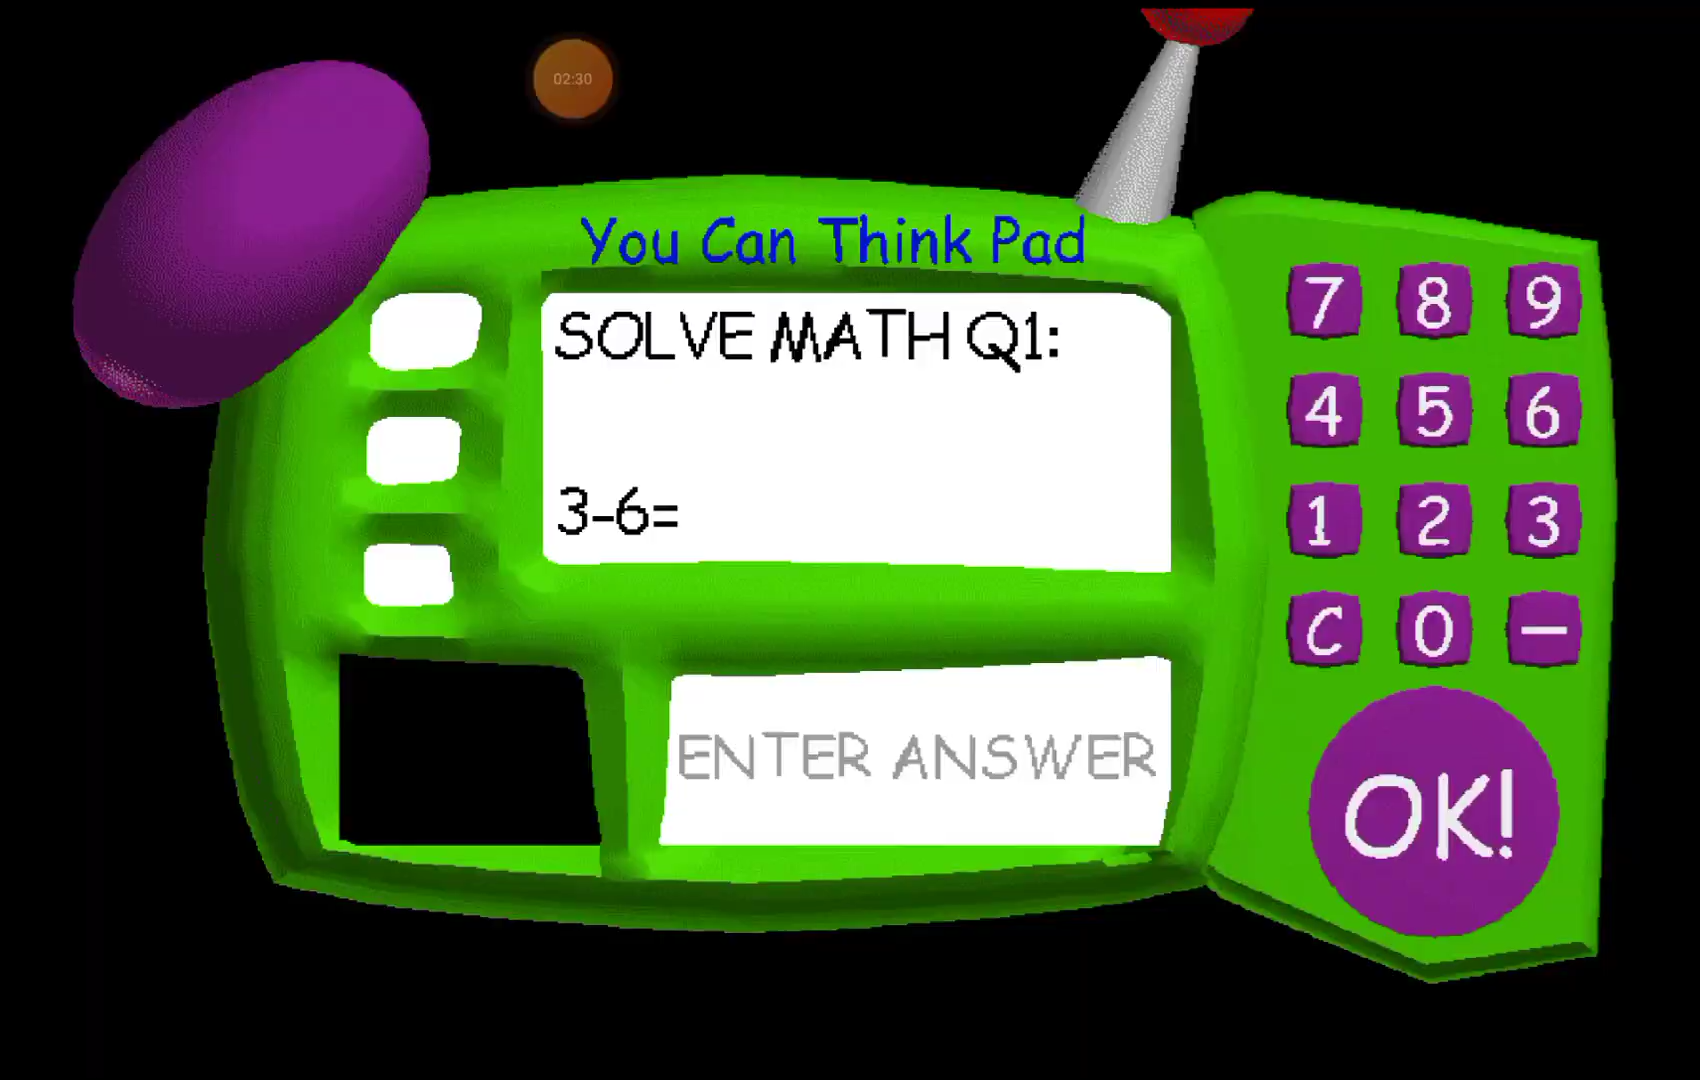 02:30
You Can Think Pad
SOLVE MATH Q1:
3-6=
ENTER ANSWER
7 8 9
4 5 6
1 2 3
C 0 —
OK!